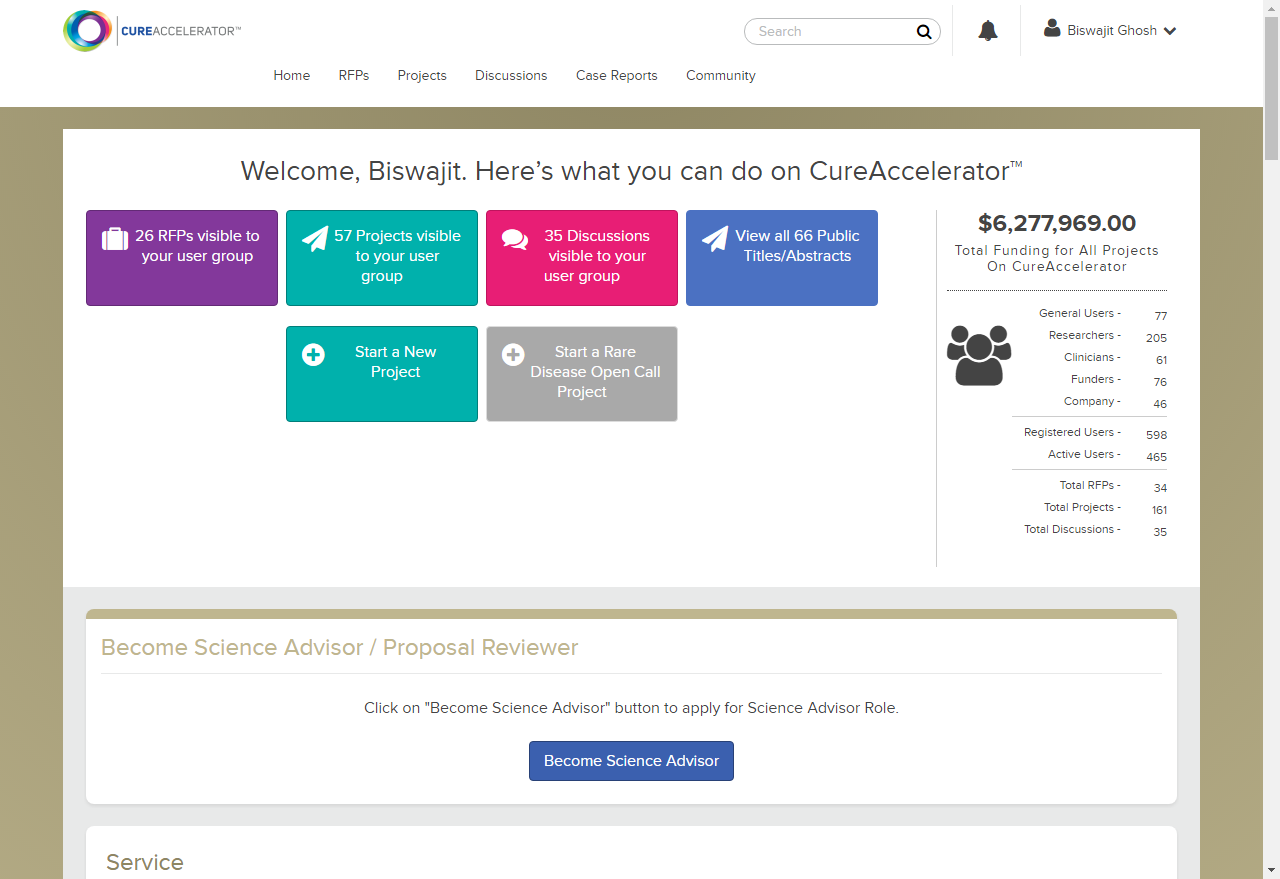 CUREACCELERATOR™
Search
Biswajit Ghosh
Home RFPs Projects Discussions Case Reports Community
Welcome, Biswajit. Here’s what you can do on CureAccelerator™
26 RFPs visible to
your user group
57 Projects visible
to your user
group
35 Discussions
visible to your
user group
View all 66 Public
Titles/Abstracts
Start a New
Project
Start a Rare
Disease Open Call
Project
$6,277,969.00
Total Funding for All Projects
On CureAccelerator
General Users - 77
Researchers - 205
Clinicians - 61
Funders - 76
Company - 46
Registered Users - 598
Active Users - 465
Total RFPs - 34
Total Projects - 161
Total Discussions - 35
Become Science Advisor / Proposal Reviewer
Click on "Become Science Advisor" button to apply for Science Advisor Role.
Become Science Advisor
Service